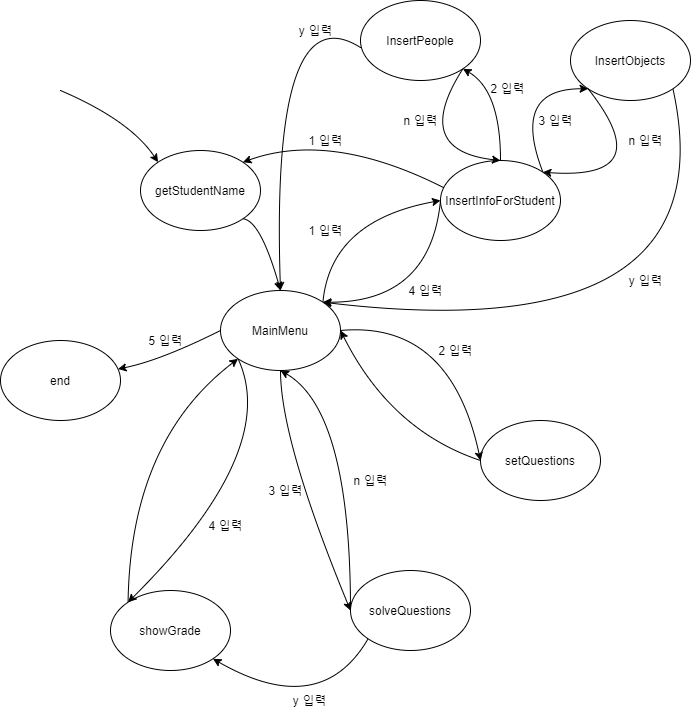 y 입력
InsertPeople
InsertObjects
2 입력
n 입력
3 입력
n 입력
1 입력
getStudentName
InsertInfoForStudent
1 입력
4 입력
y 입력
MainMenu
5 입력
2 입력
end
setQuestions
3 입력
n 입력
4 입력
solveQuestions
showGrade
y 입력